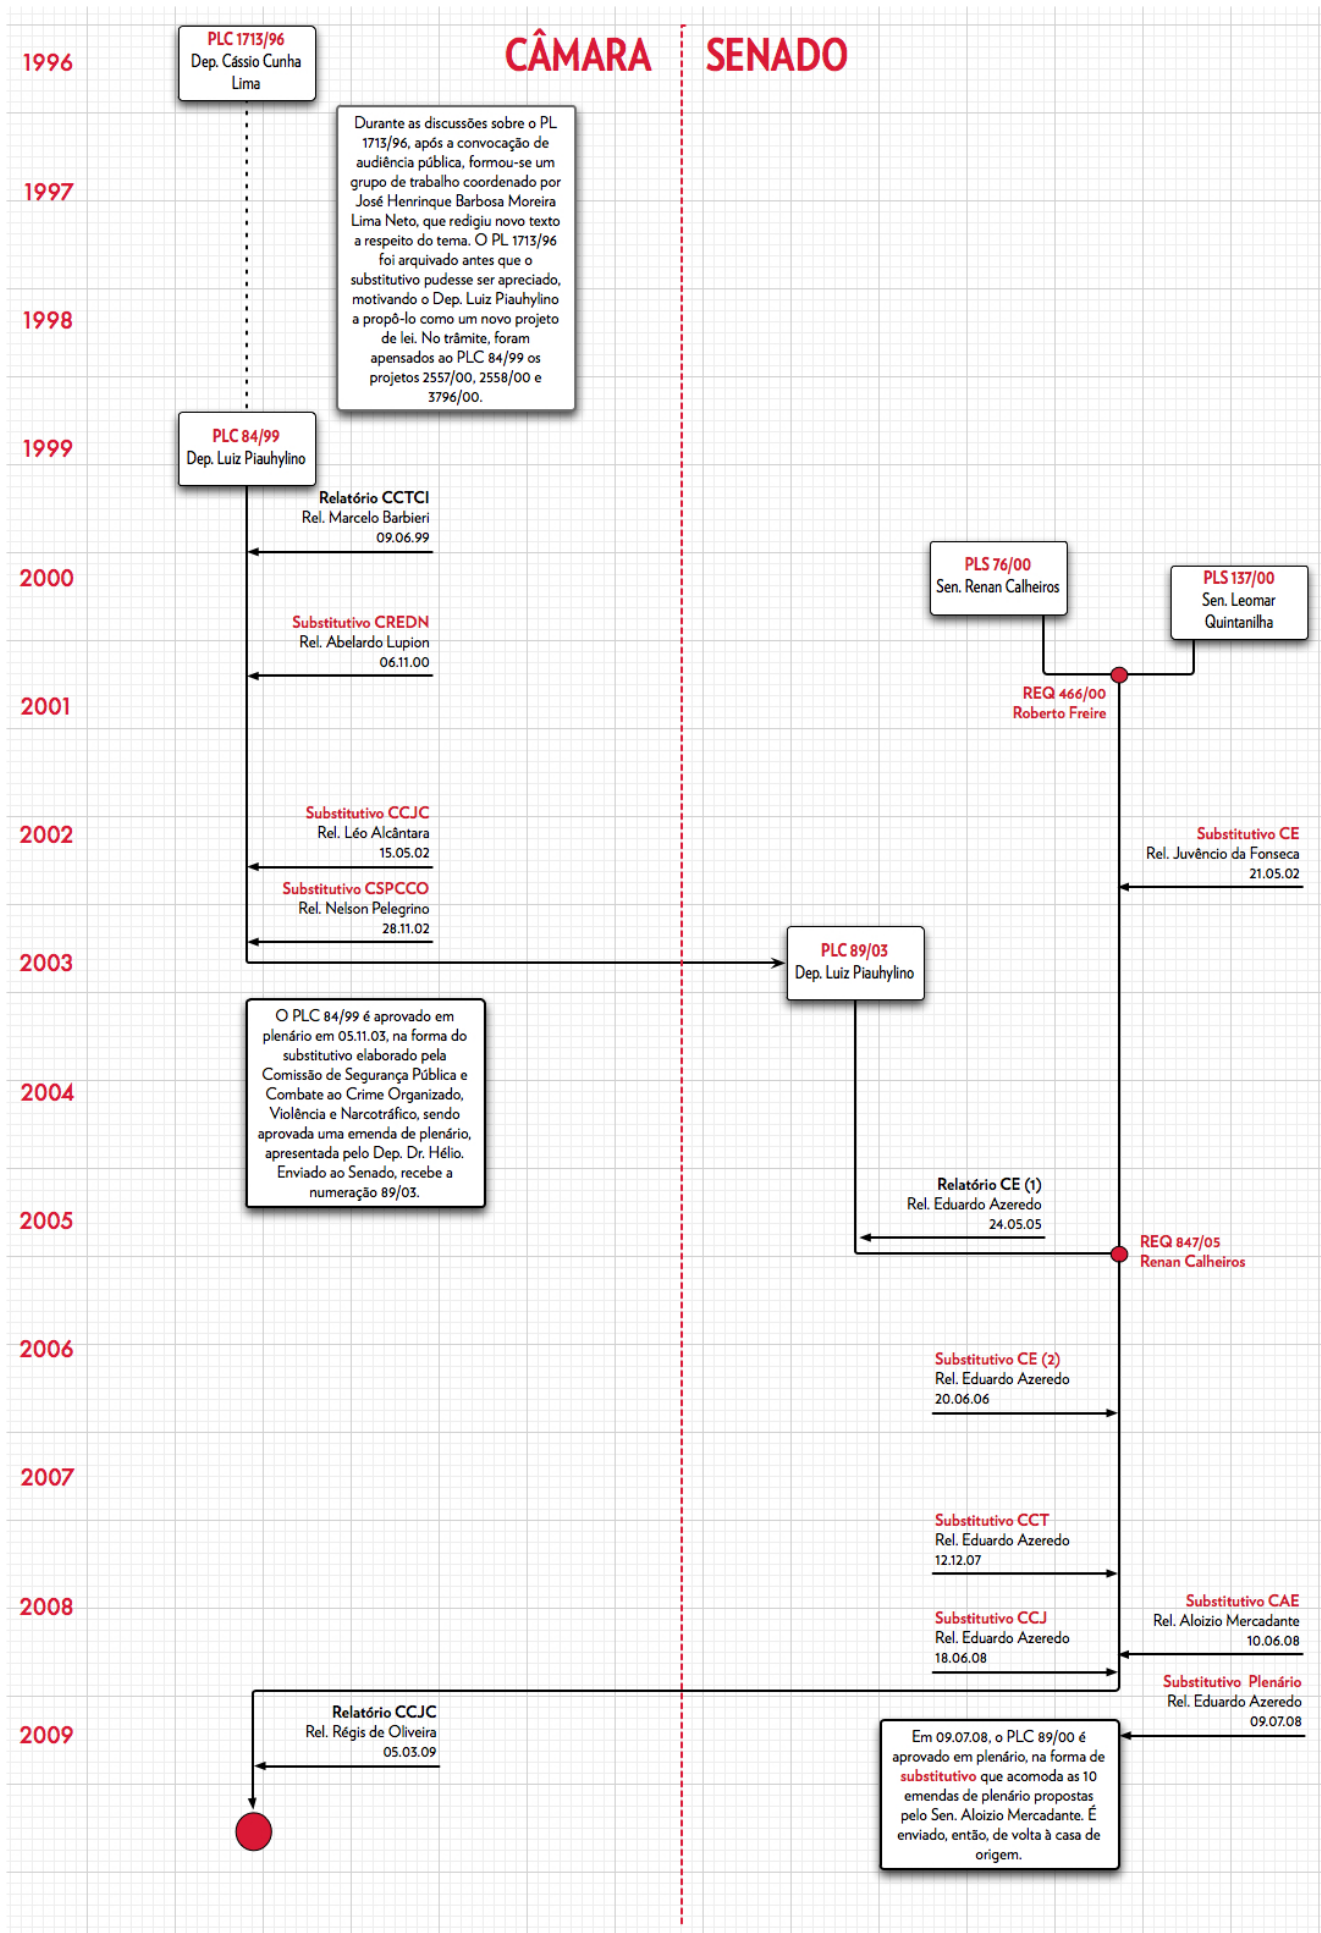 CÂMARA
SENADO
1996
PLC 1713/96
Dep. Cássio Cunha
Lima
Durante as discussões sobre o PL
1713/96, após a convocação de
audiência pública, formou-se um
grupo de trabalho coordenado por
José Henrinque Barbosa Moreira
Lima Neto, que redigiu novo texto
a respeito do tema. O PL 1713/96
foi arquivado antes que o
substitutivo pudesse ser apreciado,
motivando o Dep. Luiz Piauhylino
a propô-lo como um novo projeto
de lei. No trâmite, foram
apensados ao PLC 84/99 os
projetos 2557/00, 2558/00 e
3796/00.
1997
1998
1999
PLC 84/99
Dep. Luiz Piauhylino
Relatório CCTCI
Rel. Marcelo Barbieri
09.06.99
2000
PLS 76/00
Sen. Renan Calheiros
PLS 137/00
Sen. Leomar
Quintanilha
Substitutivo CREDN
Rel. Abelardo Lupion
06.11.00
REQ 466/00
Roberto Freire
2001
2002
Substitutivo CCJC
Rel. Léo Alcântara
15.05.02
Substitutivo CE
Rel. Juvêncio da Fonseca
21.05.02
Substitutivo CSPCCO
Rel. Nelson Pelegrino
28.11.02
2003
PLC 89/03
Dep. Luiz Piauhylino
O PLC 84/99 é aprovado em
plenário em 05.11.03, na forma do
substitutivo elaborado pela
Comissão de Segurança Pública e
Combate ao Crime Organizado,
Violência e Narcotráfico, sendo
aprovada uma emenda de plenário,
apresentada pelo Dep. Dr. Hélio.
Enviado ao Senado, recebe a
numeração 89/03.
2004
2005
Relatório CE (1)
Rel. Eduardo Azeredo
24.05.05
REQ 847/05
Renan Calheiros
2006
Substitutivo CE (2)
Rel. Eduardo Azeredo
20.06.06
2007
Substitutivo CCT
Rel. Eduardo Azeredo
12.12.07
2008
Substitutivo CAE
Rel. Aloizio Mercadante
10.06.08
Substitutivo CCJ
Rel. Eduardo Azeredo
18.06.08
Substitutivo Plenário
Rel. Eduardo Azeredo
09.07.08
2009
Relatório CCJC
Rel. Régis de Oliveira
05.03.09
Em 09.07.08, o PLC 89/00 é
aprovado em plenário, na forma de
substitutivo que acomoda as 10
emendas de plenário propostas
pelo Sen. Aloizio Mercadante. É
enviado, então, de volta à casa de
origem.